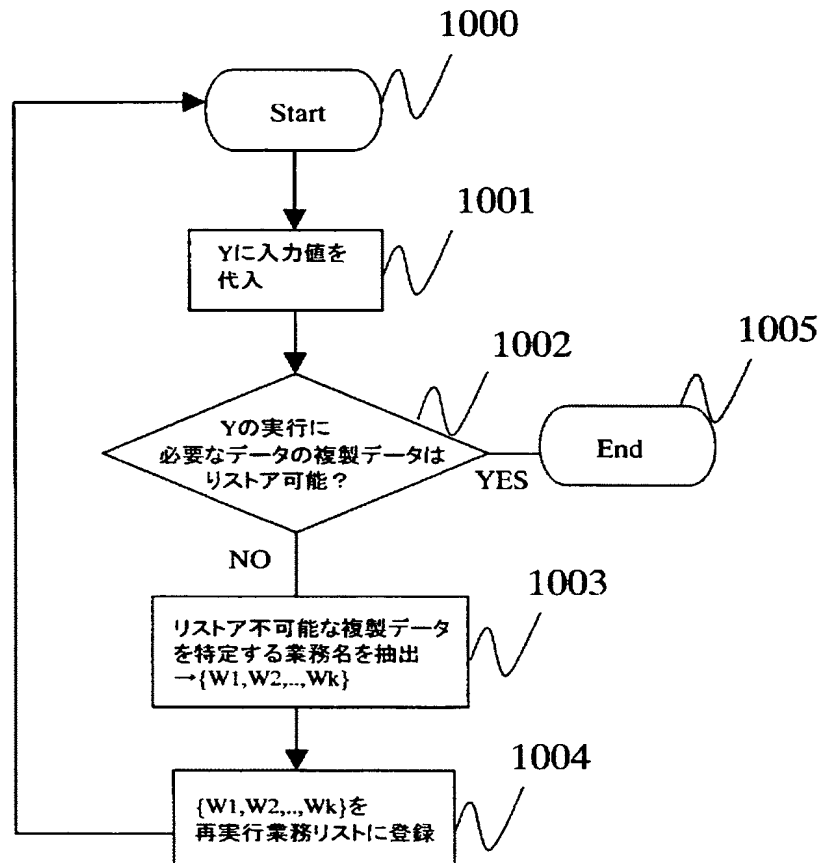 1000
Start
1001
Yに入力値を
代入
1002
1005
Yの実行に
必要なデータの複製データは
リストア可能？
End
YES
NO
1003
リストア不可能な複製データ
を特定する業務名を抽出
→{W1,W2,..,Wk}
1004
{W1,W2,..,Wk}を
再実行業務リストに登録